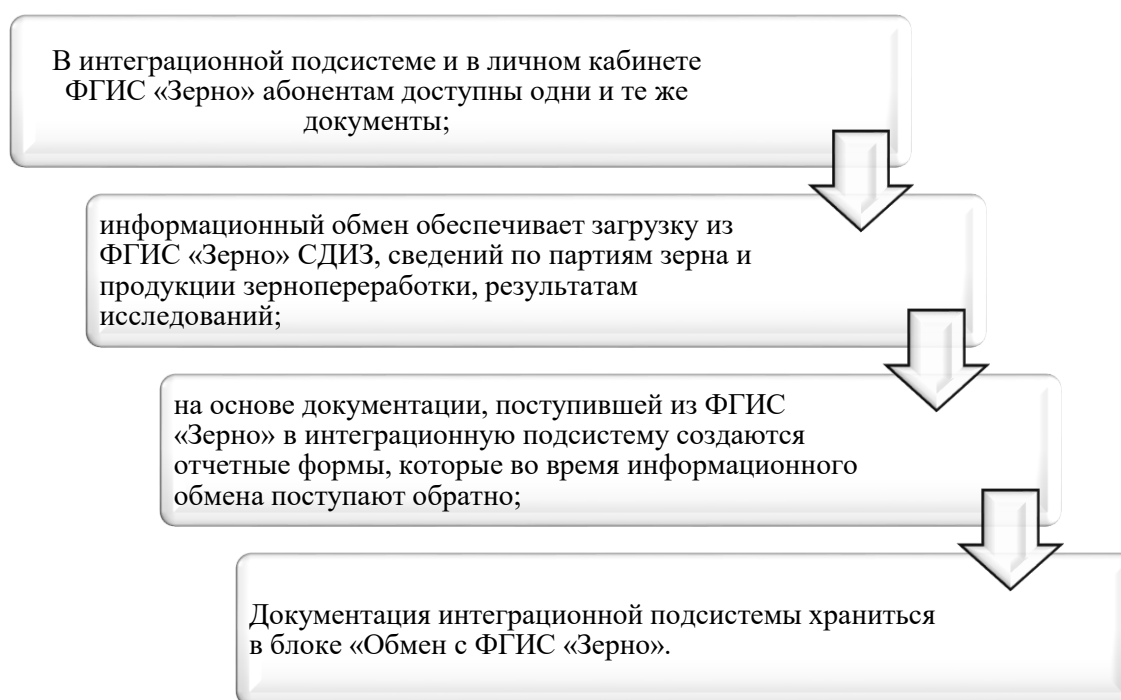 В интеграционной подсистеме и в личном кабинете
ФГИС «Зерно» абонентам доступны одни и те же
документы;
информационный обмен обеспечивает загрузку из
ФГИС «Зерно» СДИЗ, сведений по партиям зерна и
продукции зернопереработки, результатам
исследований;
на основе документации, поступившей из ФГИС
«Зерно» в интеграционную подсистему создаются
отчетные формы, которые во время информационного
обмена поступают обратно;
Документация интеграционной подсистемы храниться
в блоке «Обмен с ФГИС «Зерно».